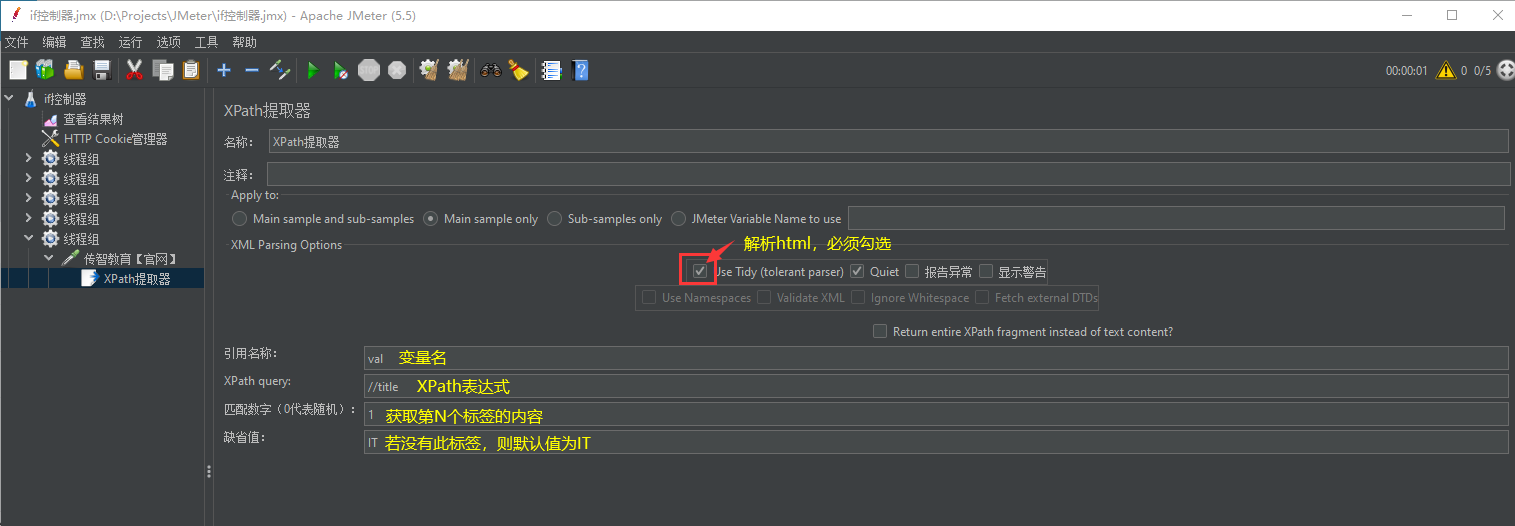 if控制器.jmx (D:\Projects\JMeter\if控制器.jmx) - Apache JMeter (5.5)
文件 编辑 查找 运行 选项 工具 帮助
STOP 00:00:01 0 0/5
if控制器
查看结果树
HTTP Cookie管理器
线程组
线程组
线程组
线程组
线程组
传智教育【官网】
XPath提取器
XPath提取器
名称： XPath提取器
注释：
Apply to:
Main sample and sub-samples Main sample only Sub-samples only JMeter Variable Name to use
XML Parsing Options
解析html，必须勾选
Use Tidy (tolerant parser) Quiet 报告异常 显示警告
Use Namespaces Validate XML Ignore Whitespace Fetch external DTDs
Return entire XPath fragment instead of text content?
引用名称： val 变量名
XPath query: //title XPath表达式
匹配数字（0代表随机）： 1 获取第N个标签的内容
缺省值： IT 若没有此标签，则默认值为IT